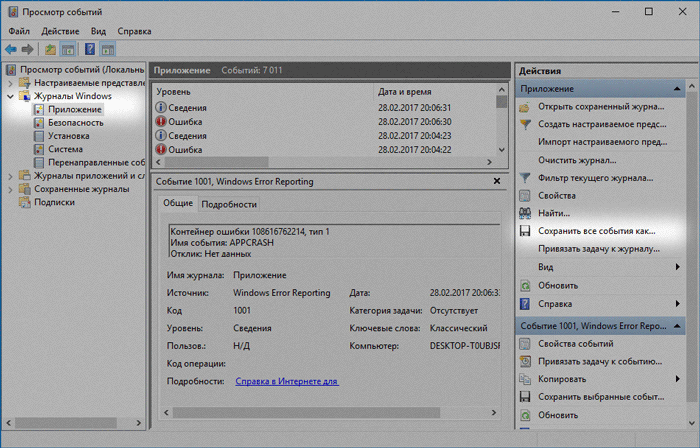 Просмотр событий
Файл Действие Вид Справка
Просмотр событий (Локальны
Настраиваемые представле
Журналы Windows
Приложение
Безопасность
Установка
Система
Перенаправленные соб
Журналы приложений и сл
Сохраненные журналы
Подписки
Приложение Событий: 7 011
Уровень Дата и время
Сведения 28.02.2017 20:06:31
Ошибка 28.02.2017 20:06:30
Сведения 28.02.2017 20:04:23
Ошибка 28.02.2017 20:04:22
Событие 1001, Windows Error Reporting
Общие Подробности
Контейнер ошибки 108616762214, тип 1
Имя события: APPCRASH
Отклик: Нет данных
Имя журнала: Приложение
Источник: Windows Error Reporting Дата: 28.02.2017 20:06:3
Код 1001 Категория задачи: Отсутствует
Уровень: Сведения Ключевые слова: Классический
Пользов.: Н/Д Компьютер: DESKTOP-T0UBJSF
Код операции:
Подробности: Справка в Интернете для
Действия
Приложение
Открыть сохраненный журна...
Создать настраиваемое предс...
Импорт настраиваемого пред...
Очистить журнал...
Фильтр текущего журнала...
Свойства
Найти...
Сохранить все события как...
Привязать задачу к журналу...
Вид
Обновить
Справка
Событие 1001, Windows Error Repo...
Свойства событий
Привязать задачу к событию...
Копировать
Сохранить выбранные событ...
Обновить